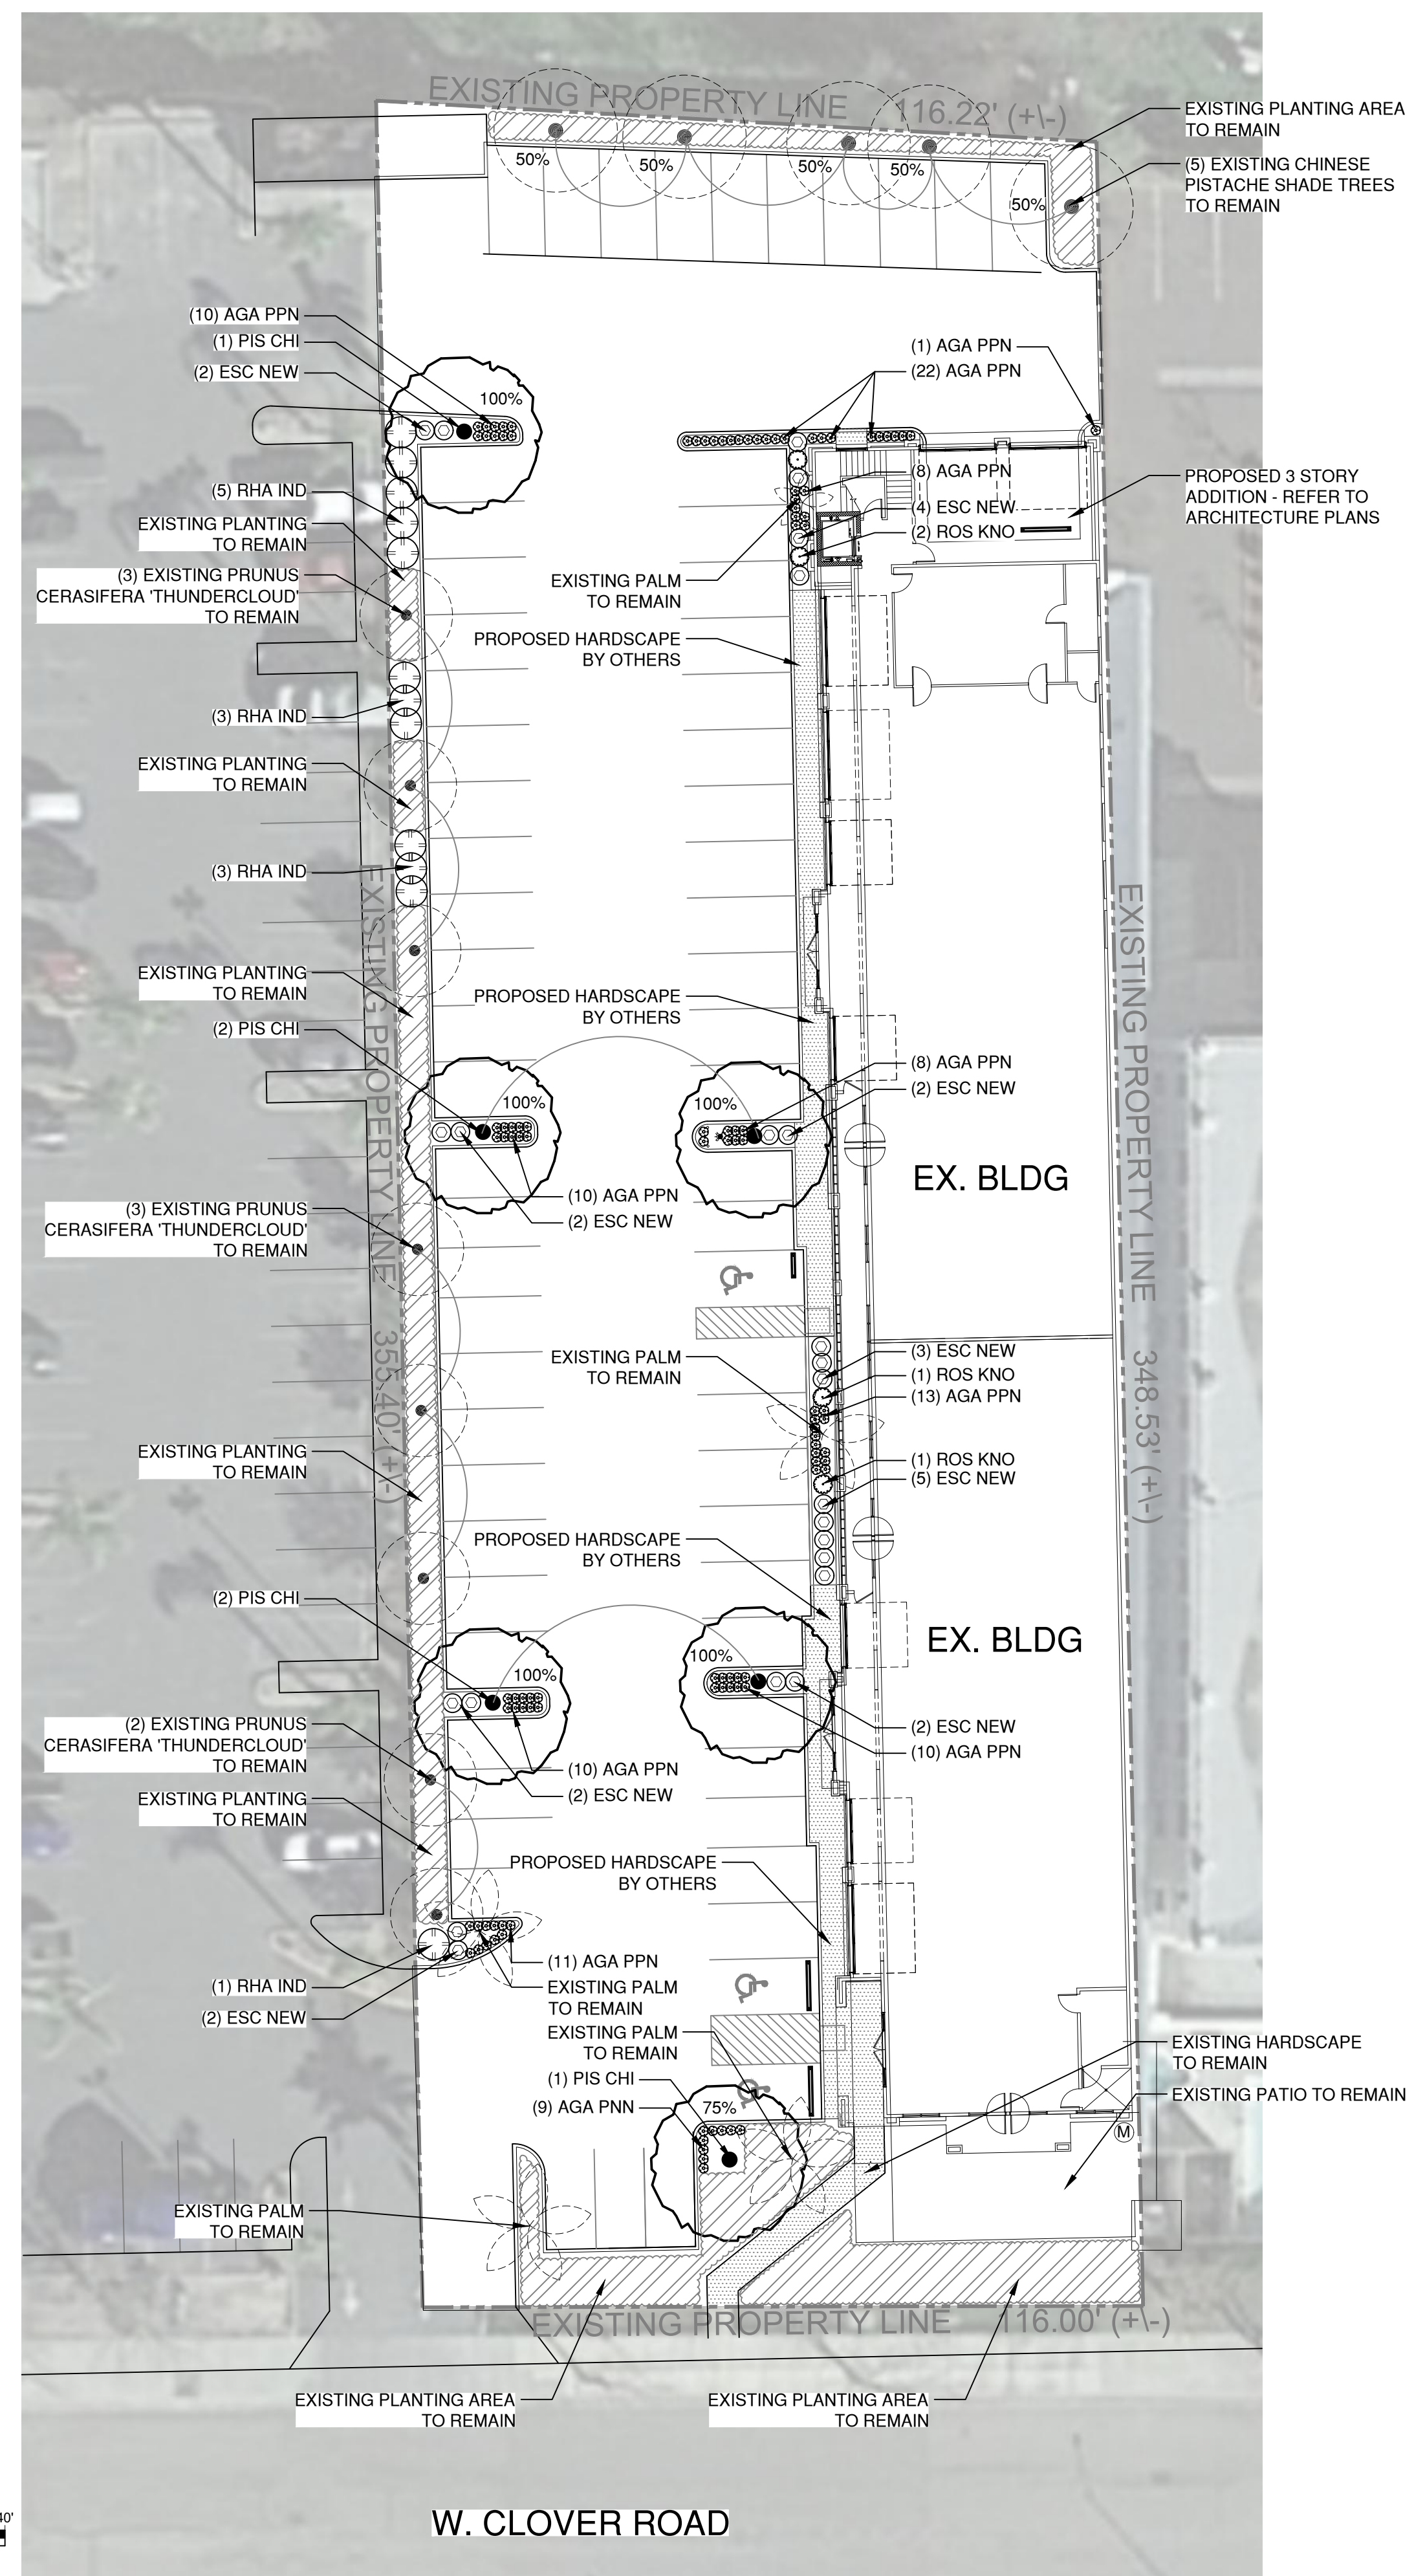 EXISTING PROPERTY LINE 116.22' (+\-)
EXISTING PLANTING AREA
TO REMAIN
(5) EXISTING CHINESE
PISTACHE SHADE TREES
TO REMAIN
50%
50%
50%
50%
50%
(10) AGA PPN
(1) PIS CHI
(2) ESC NEW
100%
(1) AGA PPN
(22) AGA PPN
(8) AGA PPN
(4) ESC NEW
(2) ROS KNO
PROPOSED 3 STORY
ADDITION - REFER TO
ARCHITECTURE PLANS
(5) RHA IND
EXISTING PLANTING
TO REMAIN
(3) EXISTING PRUNUS
CERASIFERA 'THUNDERCLOUD'
TO REMAIN
EXISTING PALM
TO REMAIN
PROPOSED HARDSCAPE
BY OTHERS
(3) RHA IND
EXISTING PLANTING
TO REMAIN
(3) RHA IND
EXISTING PROPERTY LINE 355.40' (+\-)
EXISTING PROPERTY LINE 348.53' (+\-)
EXISTING PLANTING
TO REMAIN
PROPOSED HARDSCAPE
BY OTHERS
(2) PIS CHI
(8) AGA PPN
(2) ESC NEW
100%
100%
EX. BLDG
(10) AGA PPN
(2) ESC NEW
(3) EXISTING PRUNUS
CERASIFERA 'THUNDERCLOUD'
TO REMAIN
EXISTING PALM
TO REMAIN
(3) ESC NEW
(1) ROS KNO
(13) AGA PPN
(1) ROS KNO
(5) ESC NEW
EXISTING PLANTING
TO REMAIN
PROPOSED HARDSCAPE
BY OTHERS
(2) PIS CHI
EX. BLDG
100%
100%
(2) EXISTING PRUNUS
CERASIFERA 'THUNDERCLOUD'
TO REMAIN
(2) ESC NEW
(10) AGA PPN
(10) AGA PPN
(2) ESC NEW
EXISTING PLANTING
TO REMAIN
PROPOSED HARDSCAPE
BY OTHERS
(11) AGA PPN
EXISTING PALM
TO REMAIN
(1) RHA IND
(2) ESC NEW
EXISTING PALM
TO REMAIN
(1) PIS CHI
(9) AGA PNN
75%
EXISTING HARDSCAPE
TO REMAIN
EXISTING PATIO TO REMAIN
M
EXISTING PALM
TO REMAIN
EXISTING PROPERTY LINE 116.00' (+\-)
EXISTING PLANTING AREA
TO REMAIN
EXISTING PLANTING AREA
TO REMAIN
W. CLOVER ROAD